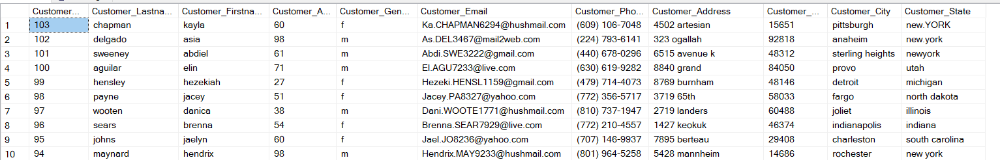 Customer... Customer_Lastna... Customer_Firstna... Customer_A... Customer_Gen... Customer_Email Customer_Pho... Customer_Address Customer_... Customer_City Customer_State
1 103 chapman kayla 60 f Ka.CHAPMAN6294@hushmail.com (609) 106-7048 4502 artesian 15651 pittsburgh new.YORK
2 102 delgado asia 98 m As.DEL3467@mail2web.com (224) 793-6141 323 ogallah 92818 anaheim new.york
3 101 sweeney abdiel 61 m Abdi.SWE3222@gmail.com (440) 678-0296 6515 avenue k 48312 sterling heights newyork
4 100 aguilar elin 71 m El.AGU7233@live.com (630) 619-9282 8840 grand 84050 provo utah
5 99 hensley hezekiah 27 f Hezeki.HENSL1159@gmail.com (479) 714-4073 8769 burnham 48146 detroit michigan
6 98 payne jacey 51 f Jacey.PA8327@yahoo.com (772) 356-5717 3719 65th 58033 fargo north dakota
7 97 wooten danica 38 m Dani.WOOTE1771@hushmail.com (810) 737-1947 2719 landers 60488 joliet illinois
8 96 sears brenna 54 f Brenna.SEAR7929@live.com (772) 210-4557 1427 keokuk 46374 indianapolis indiana
9 95 johns jaelyn 60 f Jael.JO8236@yahoo.com (707) 146-9937 7895 berteau 29408 charleston south carolina
10 94 maynard hendrix 98 m Hendrix.MAY9233@hushmail.com (801) 964-5258 5428 mannheim 14686 rochester new york